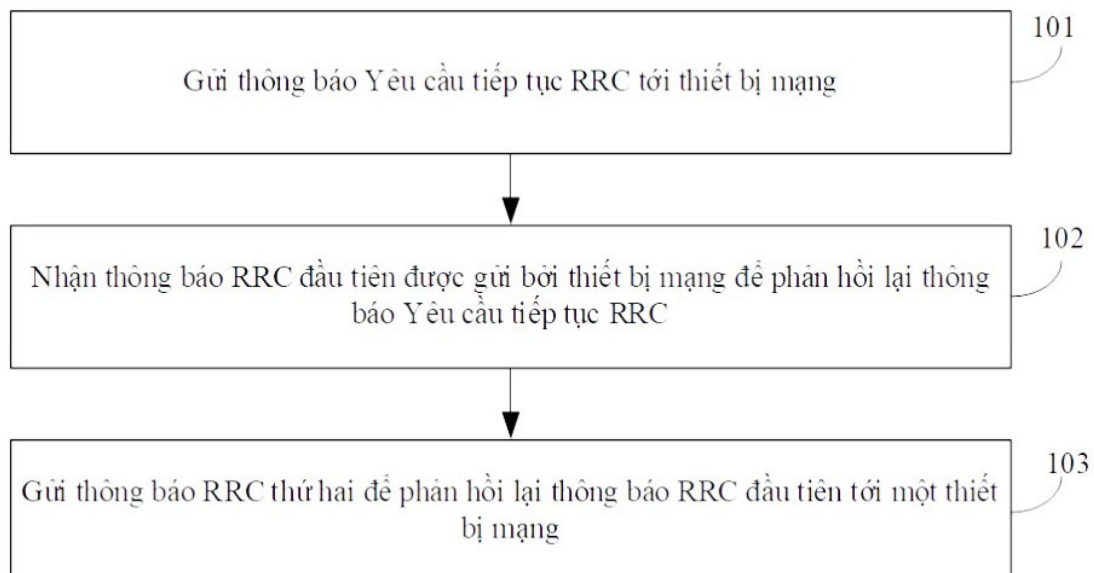 101
Gửi thông báo Yêu cầu tiếp tục RRC tới thiết bị mạng
102
Nhận thông báo RRC đầu tiên được gửi bởi thiết bị mạng để phản hồi lại thông
báo Yêu cầu tiếp tục RRC
103
Gửi thông báo RRC thứ hai để phản hồi lại thông báo RRC đầu tiên tới một thiết
bị mạng